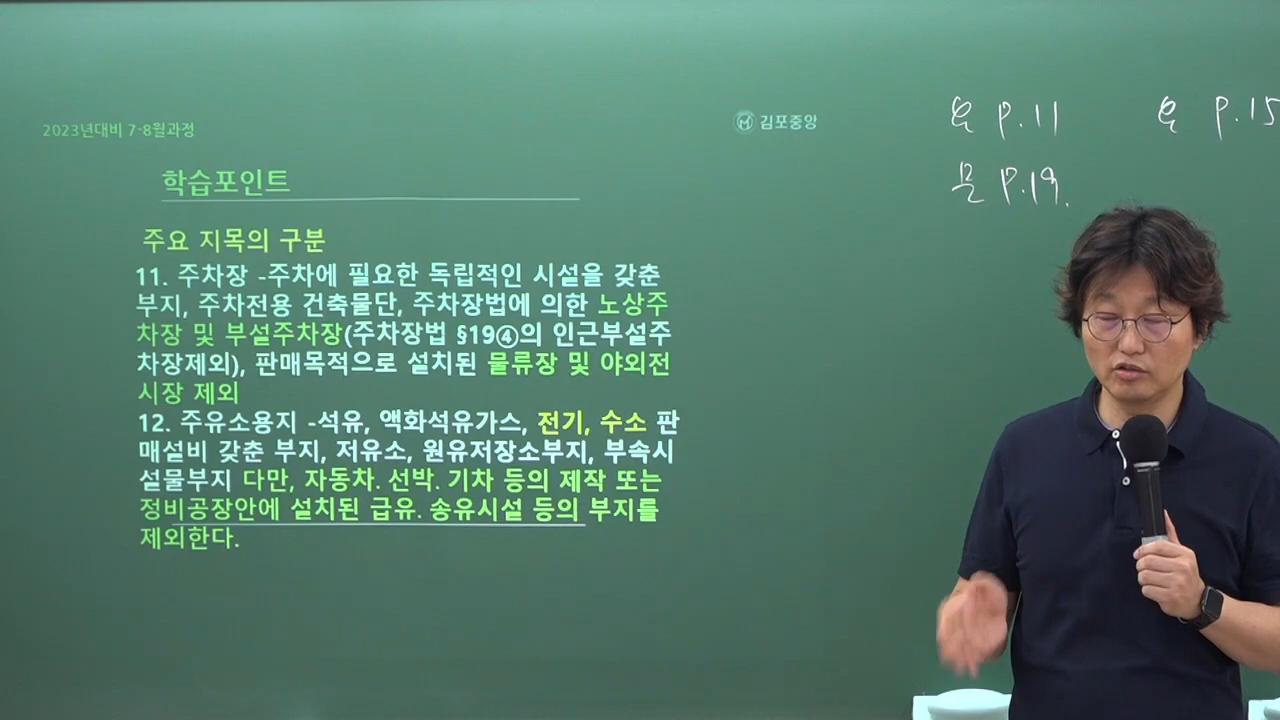 2023년대비 7-8월과정
김포중앙
요 P.11
요 P.15
문 P.19.
학습포인트
주요 지목의 구분
11. 주차장 -주차에 필요한 독립적인 시설을 갖춘
부지, 주차전용 건축물단, 주차장법에 의한 노상주
차장 및 부설주차장(주차장법 §19④의 인근부설주
차장제외), 판매목적으로 설치된 물류장 및 야외전
시장 제외
12. 주유소용지 -석유, 액화석유가스, 전기, 수소 판
매설비 갖춘 부지, 저유소, 원유저장소부지, 부속시
설물부지 다만, 자동차. 선박. 기차 등의 제작 또는
정비공장안에 설치된 급유. 송유시설 등의 부지를
제외한다.